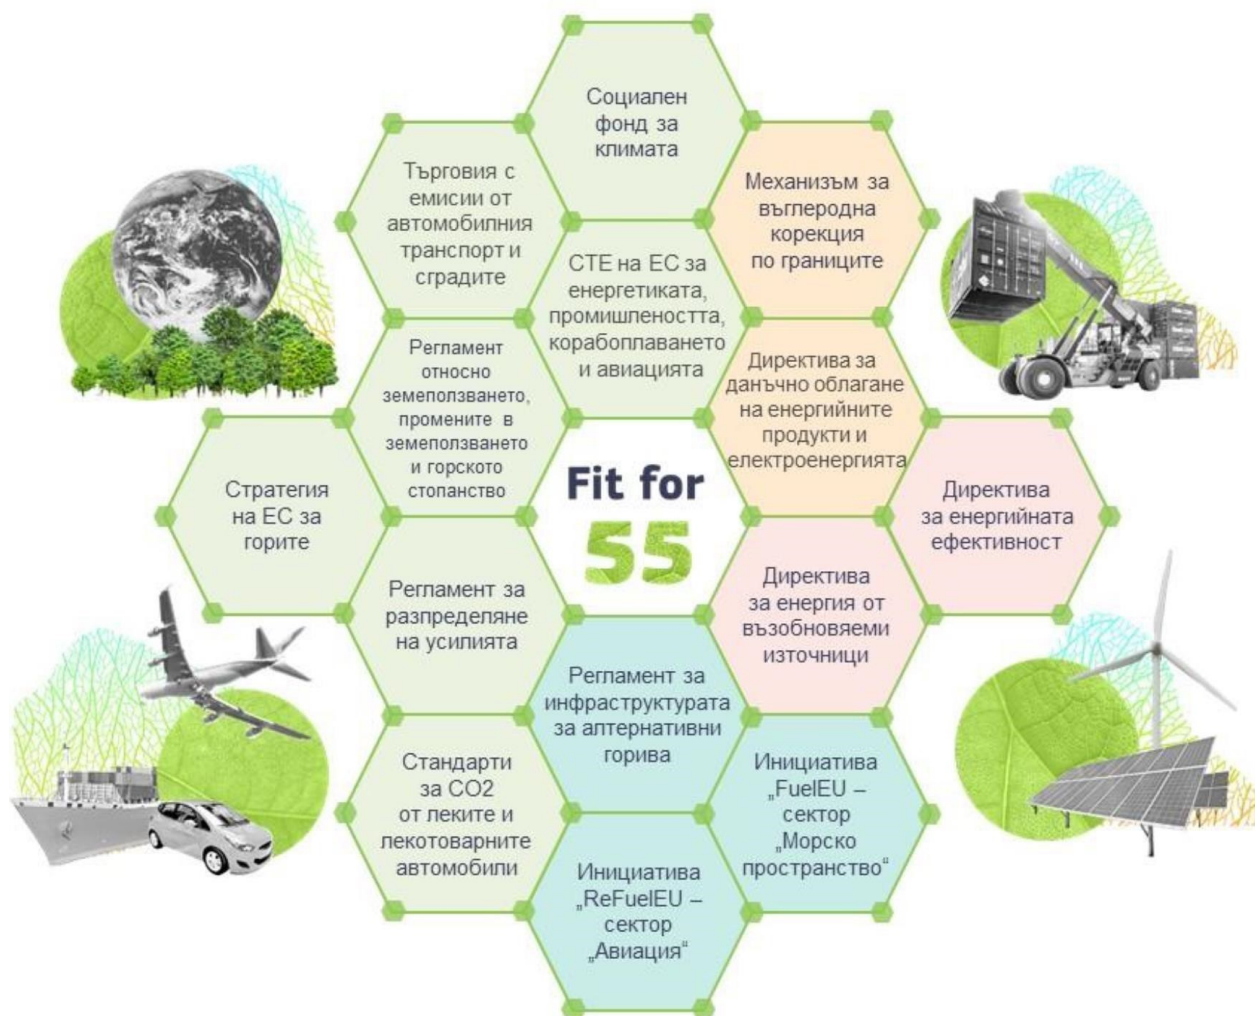 Социален
фонд за
климата
Търговия с
емисии от
автомобилния
транспорт и
сградите
Механизъм за
въглеродна
корекция
по границите
СТЕ на ЕС за
енергетиката,
промишлеността,
корабоплаването
и авиацията
Регламент
относно
земеползването,
промените в
земеползването
и горското
стопанство
Директива за
данъчно облагане
на енергийните
продукти и
електроенергията
Fit for
55
Стратегия
на ЕС за
горите
Директива
за енергийната
ефективност
Регламент за
разпределяне
на усилията
Директива
за енергия от
възобновяеми
източници
Регламент за
инфраструктурата
за алтернативни
горива
Стандарти
за CO2
от леките и
лекотоварните
автомобили
Инициатива
„FuelEU –
сектор
„Морско
пространство“
Инициатива
„ReFuelEU –
сектор
„Авиация“